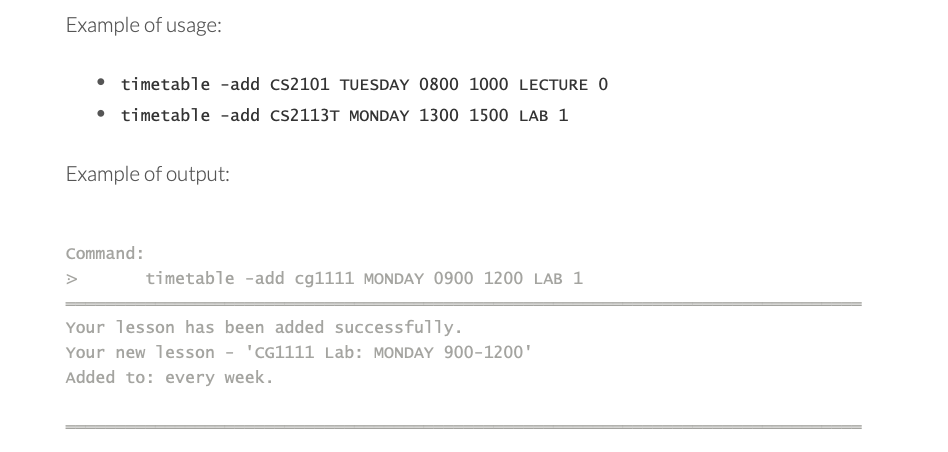 Example of usage:
• timetable -add CS2101 TUESDAY 0800 1000 LECTURE 0
• timetable -add CS2113T MONDAY 1300 1500 LAB 1
Example of output:
Command:
> timetable -add cg1111 MONDAY 0900 1200 LAB 1
Your lesson has been added successfully.
Your new lesson - 'CG1111 Lab: MONDAY 900-1200'
Added to: every week.